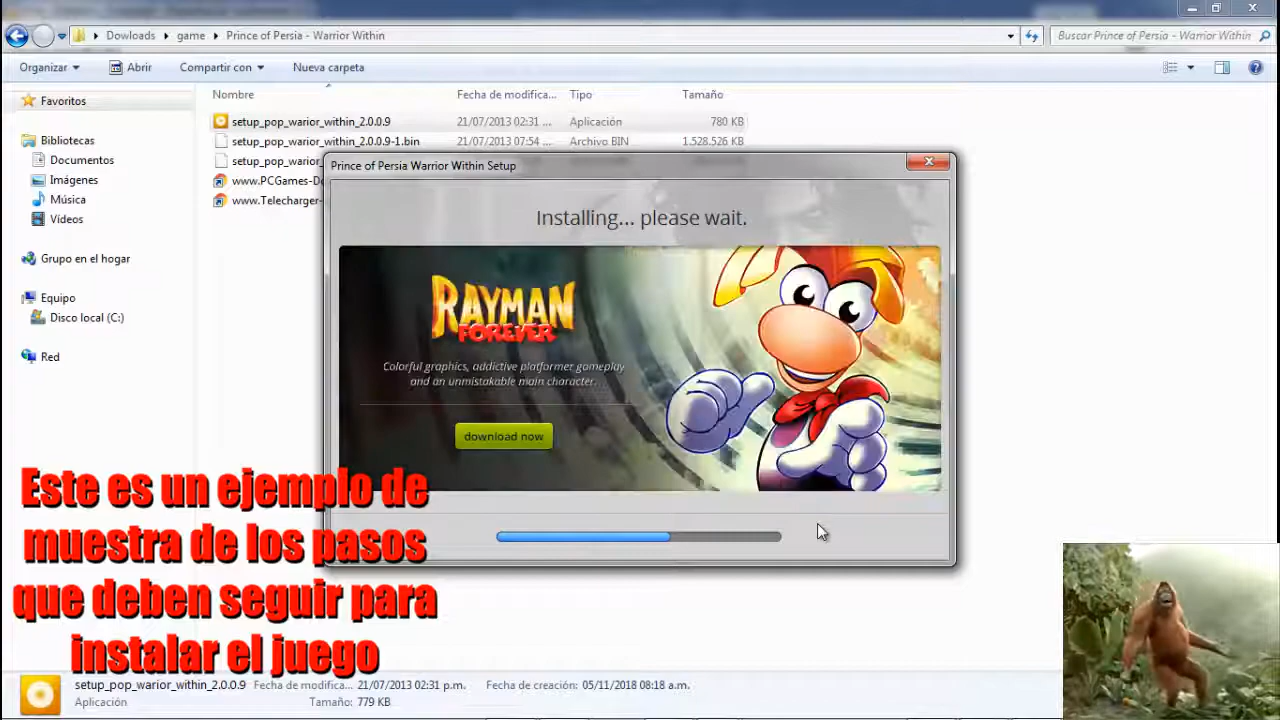 Dowloads
game
Prince of Persia - Warrior Within
Buscar Prince of Persia - Warrior Within
Organizar
Abrir
Compartir con
Nueva carpeta
Favoritos
Bibliotecas
Documentos
Imágenes
Música
Vídeos
Grupo en el hogar
Equipo
Disco local (C:)
Red
Nombre
Fecha de modifica...
Tipo
Tamaño
setup_pop_warior_within_2.0.0.9
21/07/2013 02:31 ...
Aplicación
780 KB
setup_pop_warior_within_2.0.0.9-1.bin
21/07/2013 07:54 ...
Archivo BIN
1.528.526 KB
setup_pop_warior
www.PCGames-Do
www.Telecharger-
Prince of Persia Warrior Within Setup
Installing... please wait.
RAYMAN
FOREVER
Colorful graphics, addictive platformer gameplay
and an unmistakable main character.
download now
Este es un ejemplo de
muestra de los pasos
que deben seguir para
instalar el juego
setup_pop_warior_within_2.0.0.9
Fecha de modifica... 21/07/2013 02:31 p.m.
Fecha de creación: 05/11/2018 08:18 a.m.
Aplicación
Tamaño: 779 KB